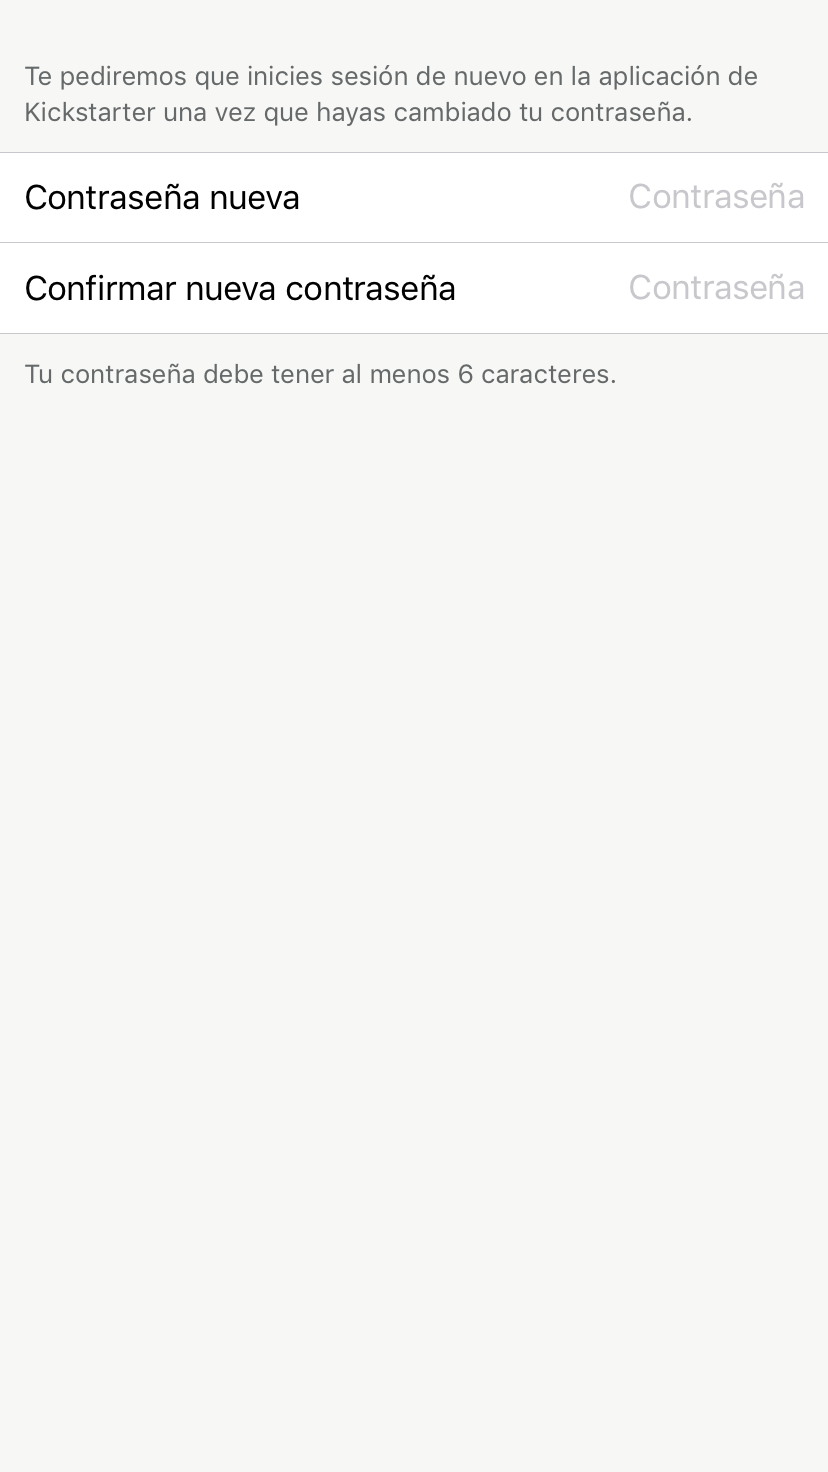 Te pediremos que inicies sesión de nuevo en la aplicación de
Kickstarter una vez que hayas cambiado tu contraseña.
Contraseña nueva Contraseña
Confirmar nueva contraseña Contraseña
Tu contraseña debe tener al menos 6 caracteres.